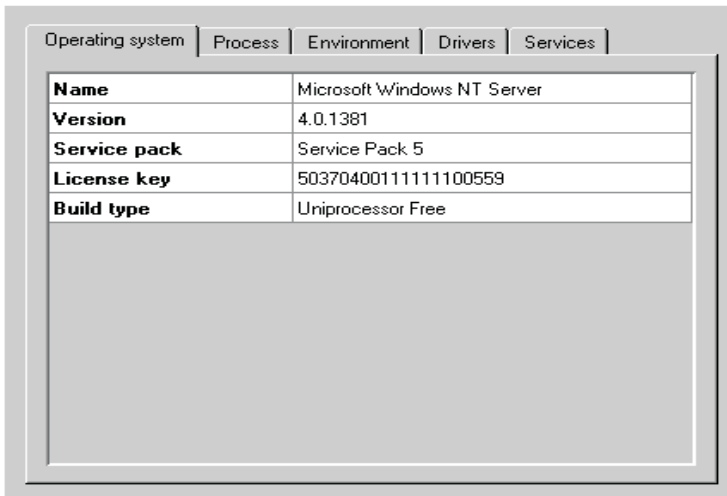 Operating system Process Environment Drivers Services
Name Microsoft Windows NT Server
Version 4.0.1381
Service pack Service Pack 5
License key 50370400111111100559
Build type Uniprocessor Free